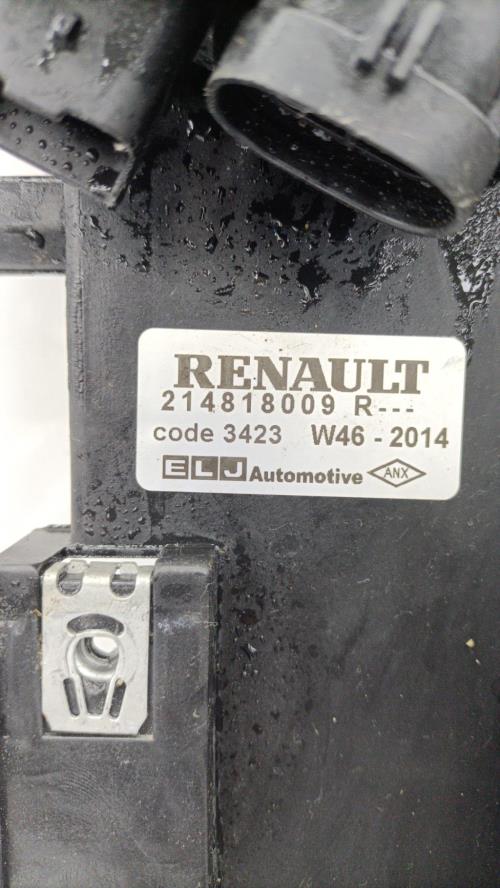 RENAULT
214818009 R---
code 3423 W46 - 2014
ELJ Automotive ANX